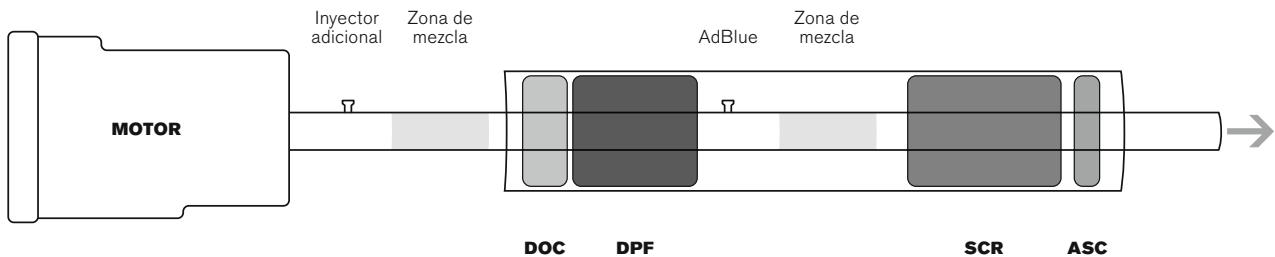 Inyector
adicional
Zona de
mezcla
AdBlue
Zona de
mezcla
MOTOR
DOC
DPF
SCR
ASC